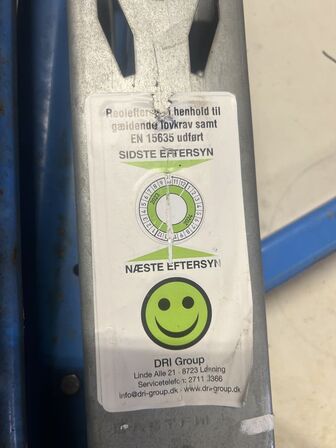 Reoleftersyn i henhold til
gældende lovkrav samt
EN 15635 udført
SIDSTE EFTERSYN
NÆSTE EFTERSYN
DRI Group
Linde Alle 21 - 8723 Løsning
Servicetelefon: 2711 3366
info@dri-group.dk - www.dri-group.dk